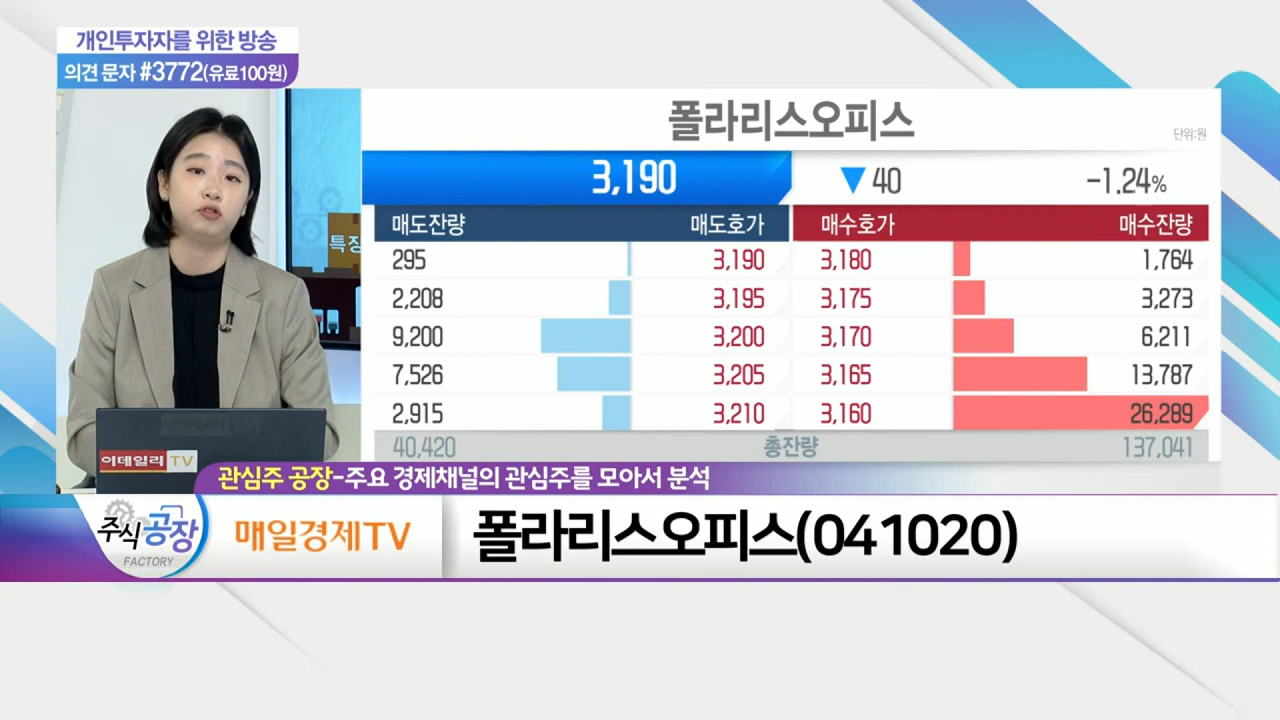 개인투자자를 위한 방송
의견 문자 #3772(유료100원)
폴라리스오피스
단위:원
3,190 ▼ 40 -1.24%
매도잔량 매도호가 매수호가 매수잔량
295 3,190 3,180 1,764
2,208 3,195 3,175 3,273
9,200 3,200 3,170 6,211
7,526 3,205 3,165 13,787
2,915 3,210 3,160 26,289
40,420 총잔량 137,041
특징
이데일리 TV
관심주 공장-주요 경제채널의 관심주를 모아서 분석
주식공장
FACTORY
매일경제TV
폴라리스오피스(041020)